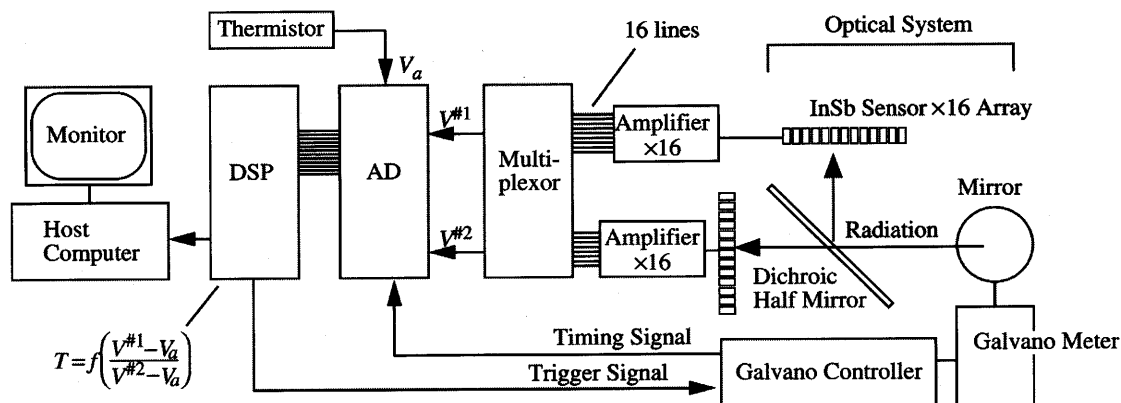 Thermistor
16 lines
Optical System
V_a
InSb Sensor ×16 Array
Monitor
V^#1
Amplifier
×16
DSP
AD
Multi-
plexor
Mirror
Host
Computer
V^#2
Amplifier
×16
Radiation
Dichroic
Half Mirror
T=f(V^#1-V_a / V^#2-V_a)
Timing Signal
Trigger Signal
Galvano Controller
Galvano Meter